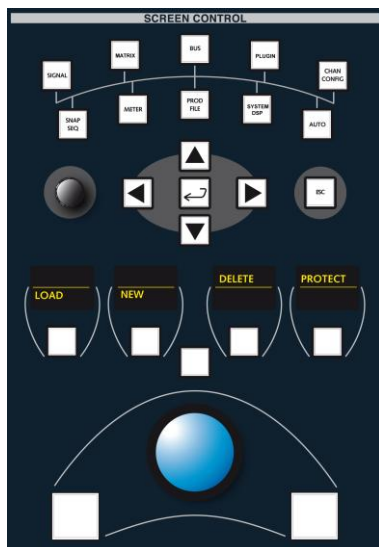 SCREEN CONTROL
BUS
MATRIX
PLUGIN
SIGNAL
CHAN
CONFIG
SNAP
SEQ
METER
PROD
FILE
SYSTEM
DSP
AUTO
ESC
LOAD
NEW
DELETE
PROTECT